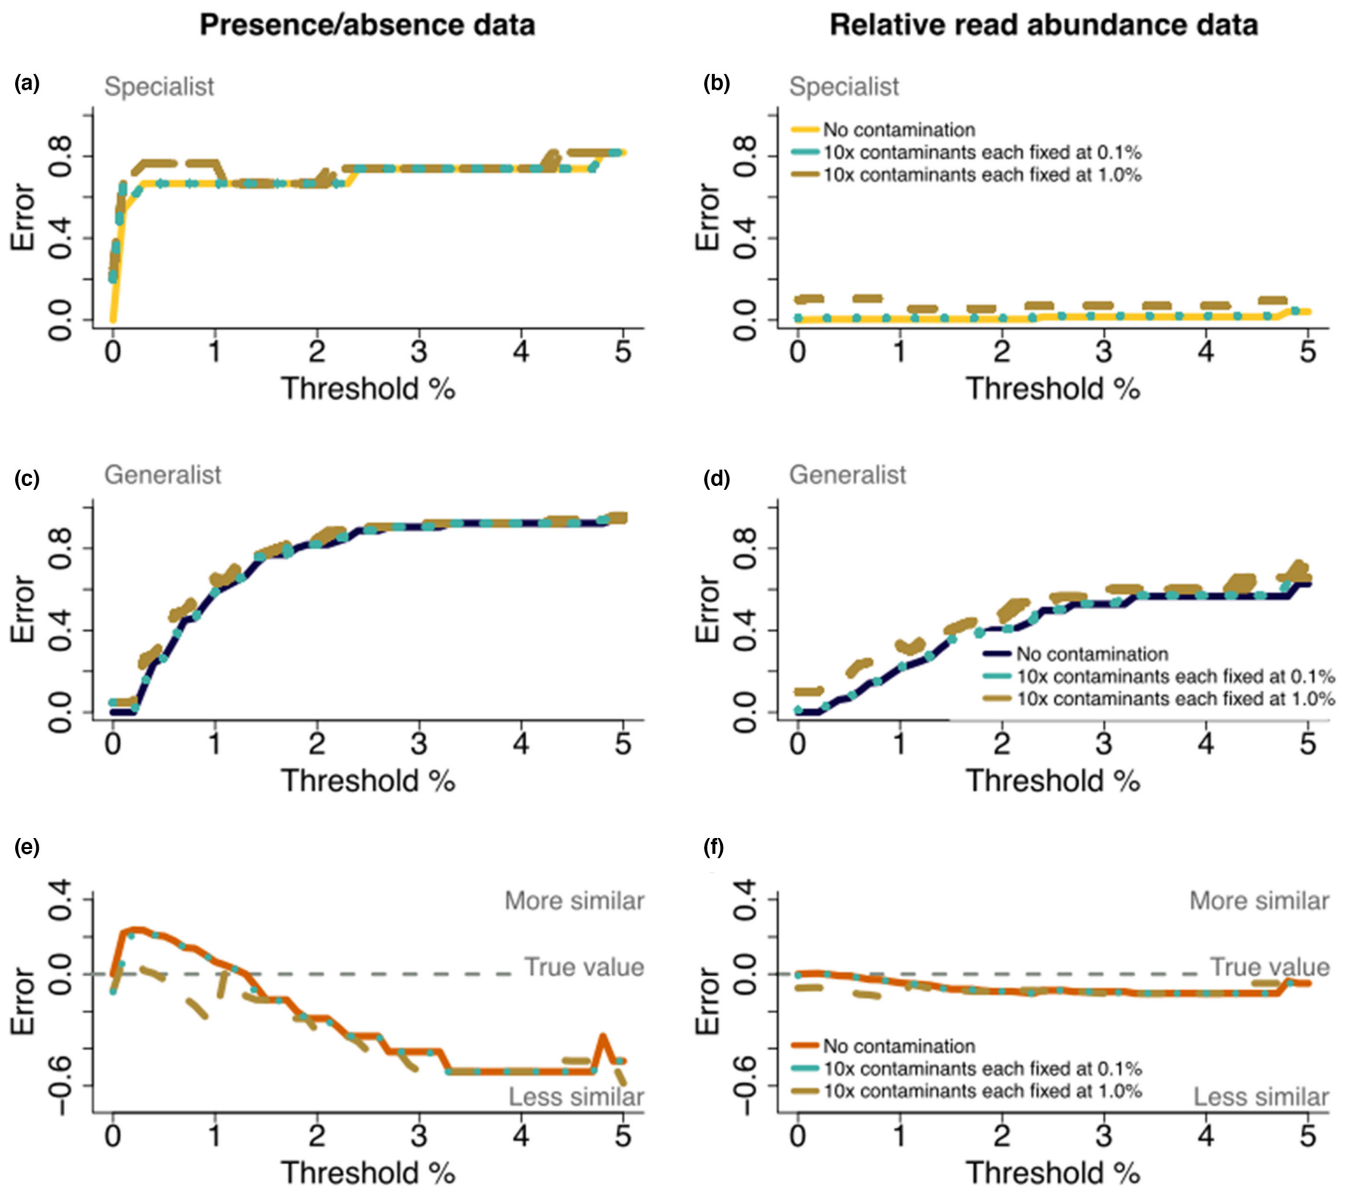 Presence/absence data
Relative read abundance data
(a)
Specialist
Error
0.0 0.4 0.8
0 1 2 3 4 5
Threshold %
(b)
Specialist
No contamination
10x contaminants each fixed at 0.1%
10x contaminants each fixed at 1.0%
Error
0.0 0.4 0.8
0 1 2 3 4 5
Threshold %
(c)
Generalist
Error
0.0 0.4 0.8
0 1 2 3 4 5
Threshold %
(d)
Generalist
Error
0.0 0.4 0.8
No contamination
10x contaminants each fixed at 0.1%
10x contaminants each fixed at 1.0%
0 1 2 3 4 5
Threshold %
(e)
More similar
True value
Less similar
Error
−0.6 0.0 0.4
0 1 2 3 4 5
Threshold %
(f)
More similar
True value
No contamination
10x contaminants each fixed at 0.1%
10x contaminants each fixed at 1.0%
Less similar
Error
−0.6 0.0 0.4
0 1 2 3 4 5
Threshold %